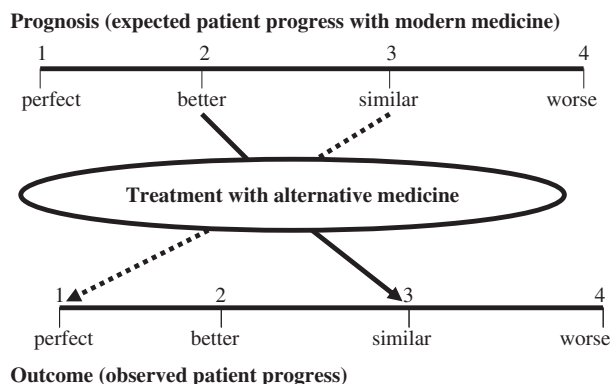 Prognosis (expected patient progress with modern medicine)
1 2 3 4
perfect better similar worse
Treatment with alternative medicine
1 2 3 4
perfect better similar worse
Outcome (observed patient progress)